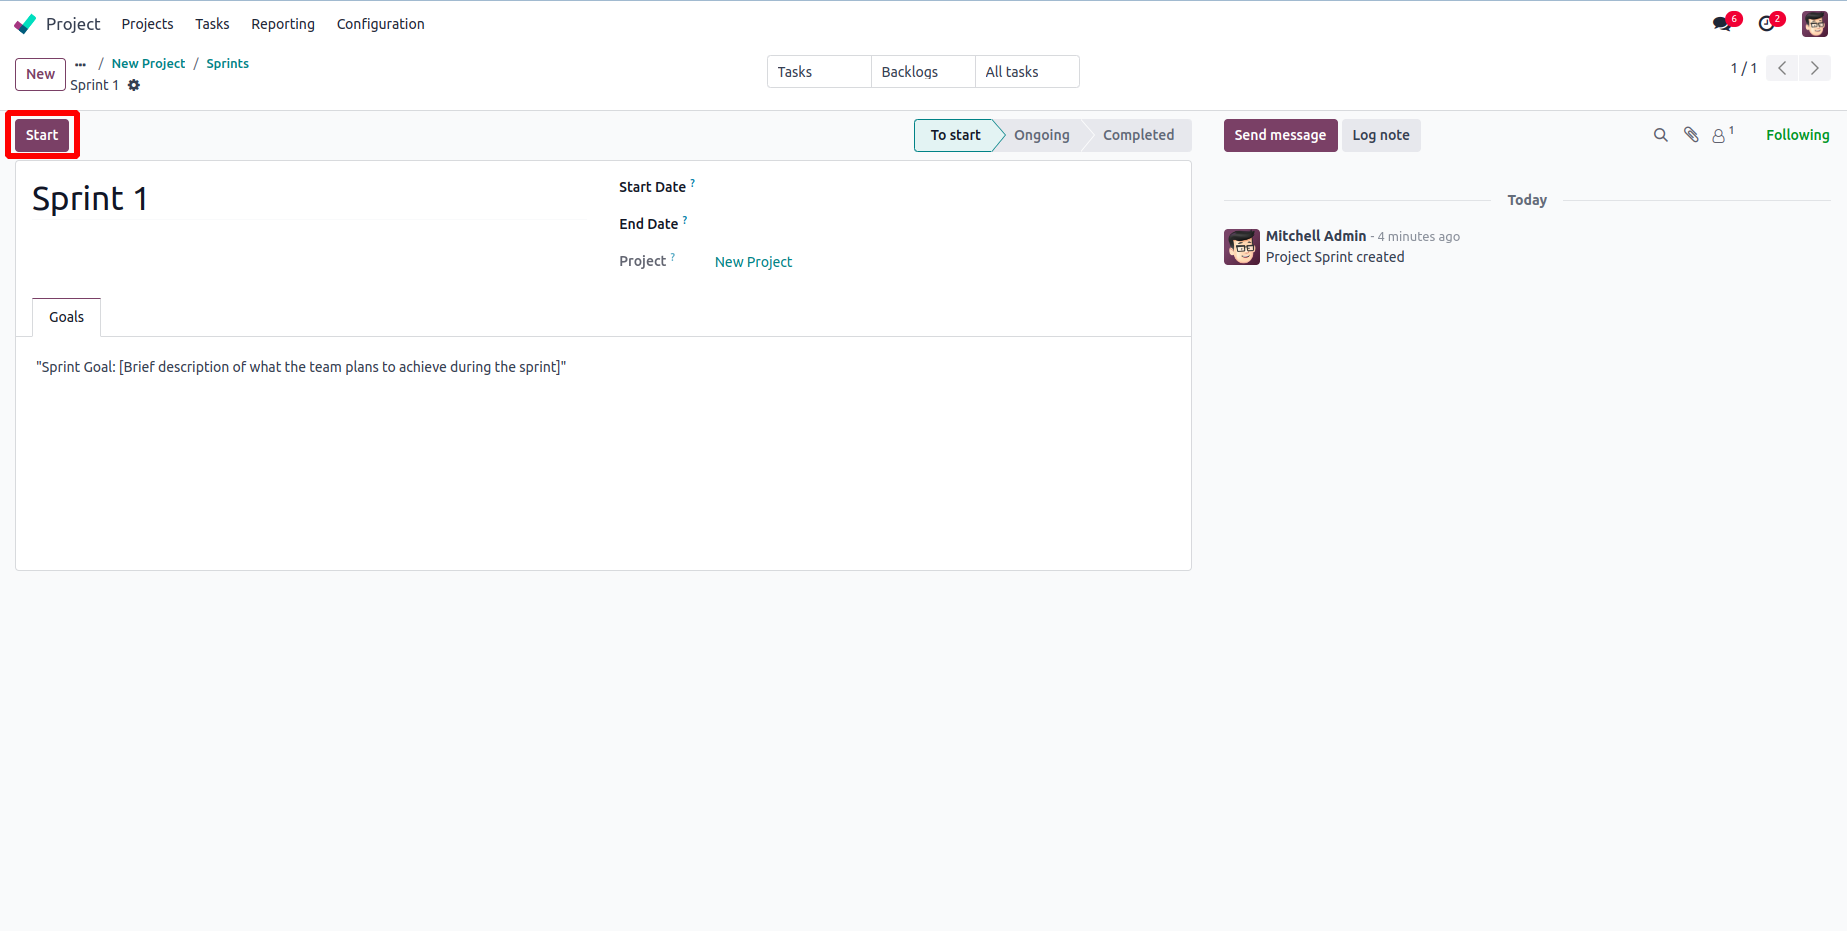 Project Projects Tasks Reporting Configuration 6 2
New ... / New Project / Sprints
Sprint 1
Tasks Backlogs All tasks
1 / 1
Start To start Ongoing Completed Send message Log note 1 Following
Sprint 1
Start Date ?
End Date ?
Project ? New Project
Goals
"Sprint Goal: [Brief description of what the team plans to achieve during the sprint]"
Today
Mitchell Admin - 4 minutes ago
Project Sprint created